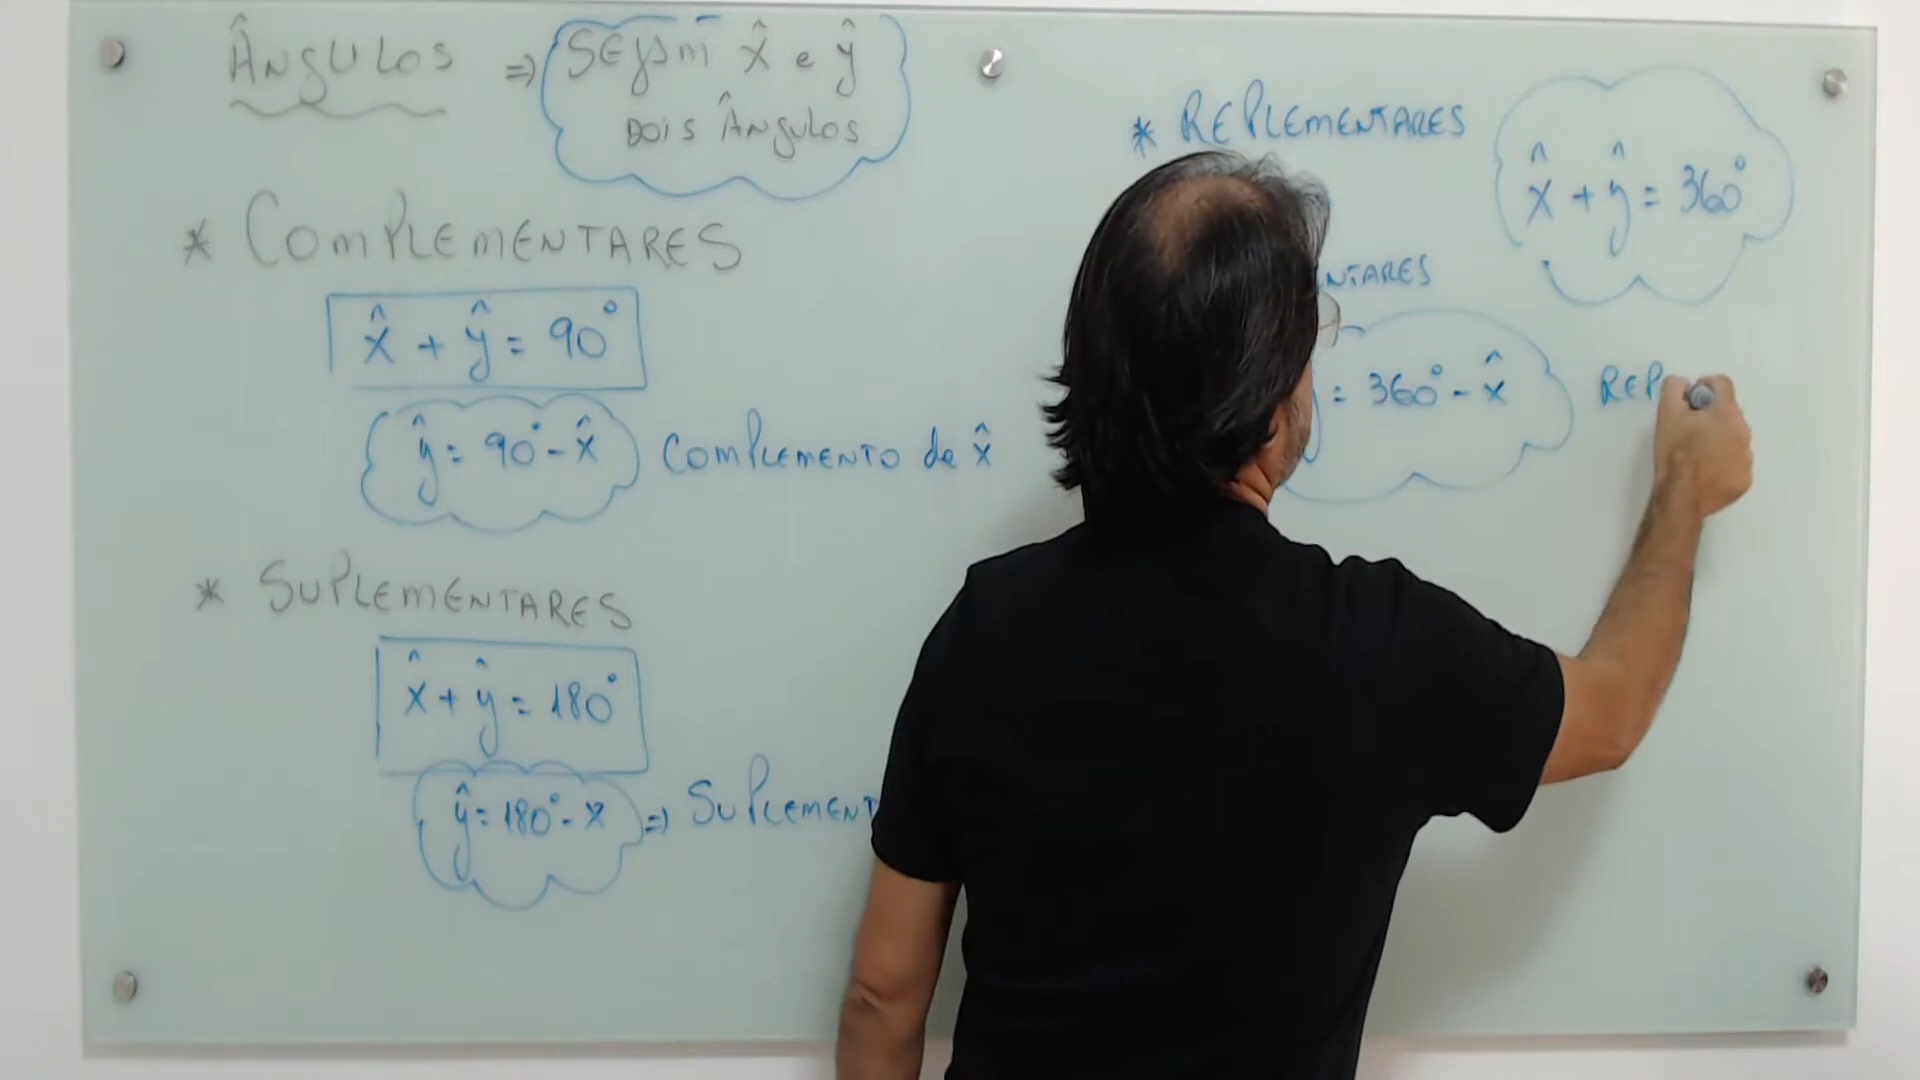 Ângulos ⇒ SEJAM x̂ e ŷ
DOIS Ângulos
* COMPLEMENTARES
x̂ + ŷ = 90°
ŷ = 90° - x̂ COMPLEMENTO de x̂
* SUPLEMENTARES
x̂ + ŷ = 180°
ŷ = 180° - x ⇒ SUPLEMENT
* REPLEMENTARES
x̂ + ŷ = 360°
NTARES
= 360° - x̂ REP